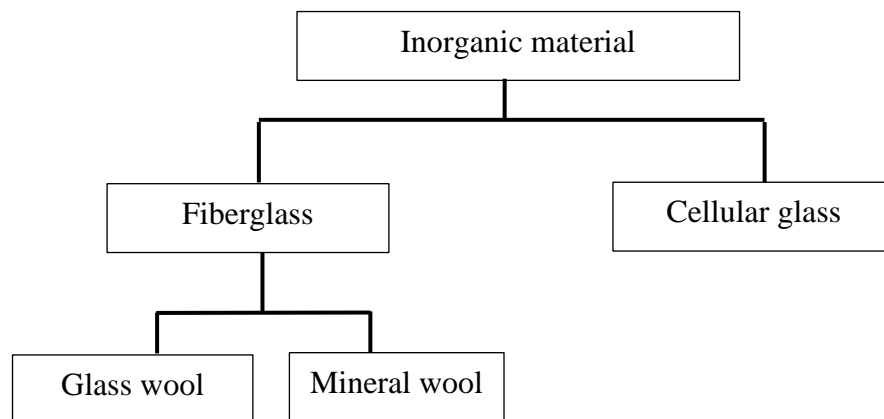 Inorganic material
Fiberglass
Cellular glass
Glass wool
Mineral wool